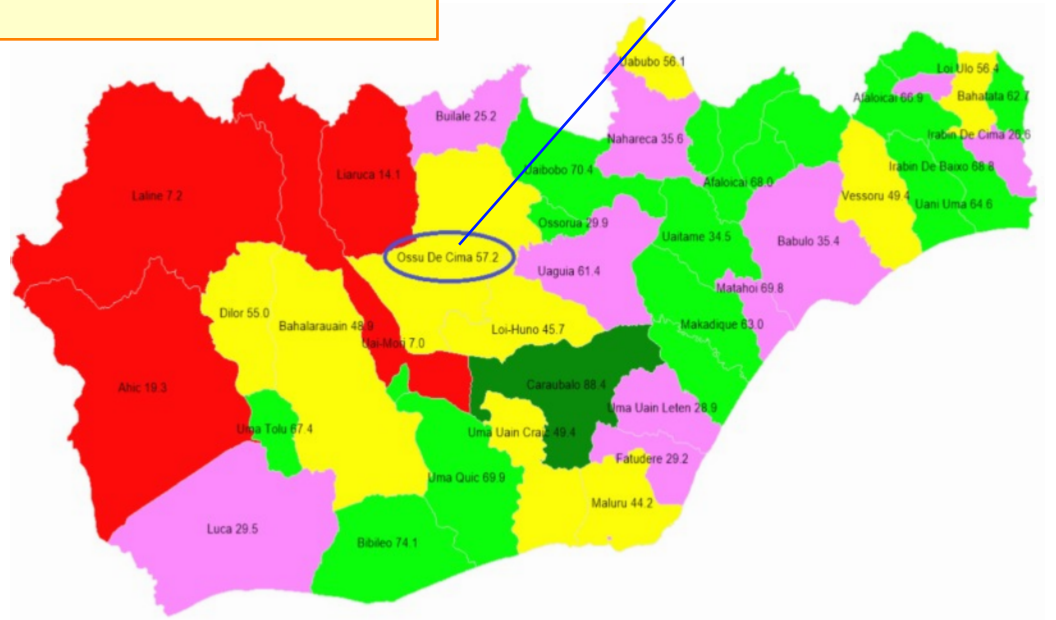 Uabubo 56.1
Loi Ulo 56.4
Builale 25.2
Afaloicai 66.9
Bahatata 62.7
Nahareca 35.6
Irabin De Cima 26.6
Liaruca 14.1
Uaibobo 70.4
Irabin De Baixo 68.8
Laline 7.2
Afaloicai 68.0
Vessoru 49.4
Uani Uma 64.6
Ossorua 29.9
Uaitame 34.5
Babulo 35.4
Ossu De Cima 57.2
Uaguia 61.4
Matahoi 69.8
Dilor 55.0
Bahalarauain 48.9
Loi-Huno 45.7
Makadique 63.0
Uai-Mori 7.0
Ahic 19.3
Caraubalo 88.4
Uma Uain Leten 28.9
Uma Tolu 67.4
Uma Uain Craic 49.4
Fatudere 29.2
Uma Quic 69.9
Maluru 44.2
Luca 29.5
Bibileo 74.1